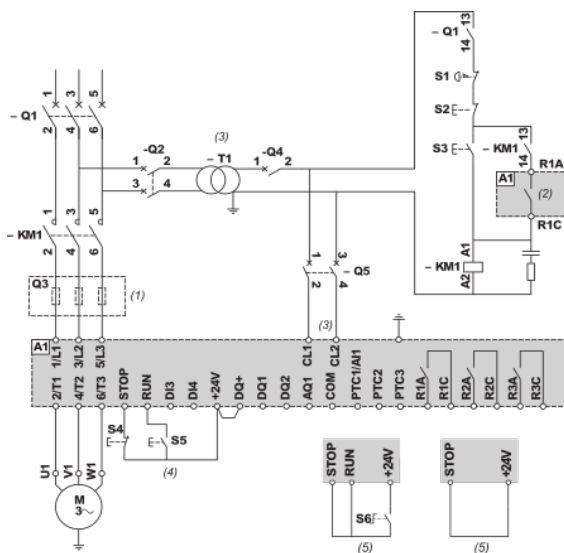 – Q1
1 3 5
2 4 6
-Q2
1 2
3 4
(3)
– T1
-Q4
1 2
– Q1
13
14
S1
S2
S3
– KM1
13
14
R1A
A1
(2)
R1C
– KM1
A1
A2
– KM1
1 3 5
2 4 6
Q3
(1)
1 3
2 4
– Q5
(3)
A1
1/L1 3/L2 5/L3 CL1 CL2
2/T1 4/T2 6/T3 STOP RUN DI3 DI4 +24V DQ+ DQ1 DQ2 AQ1 COM PTC1/AI1 PTC2 PTC3 R1A R1C R2A R2C R3A R3C
S4 S5
(4)
U1 V1 W1
M
3~
STOP RUN +24V
S6
(5)
STOP +24V
(5)